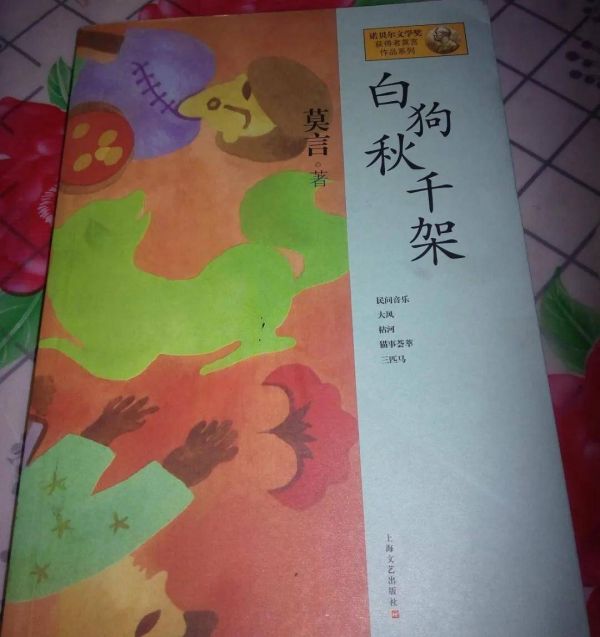 诺贝尔文学奖
获得者莫言
作品系列
白狗秋千架
莫言。著
民间音乐
大风
枯河
猫事荟萃
三匹马
上海文艺出版社